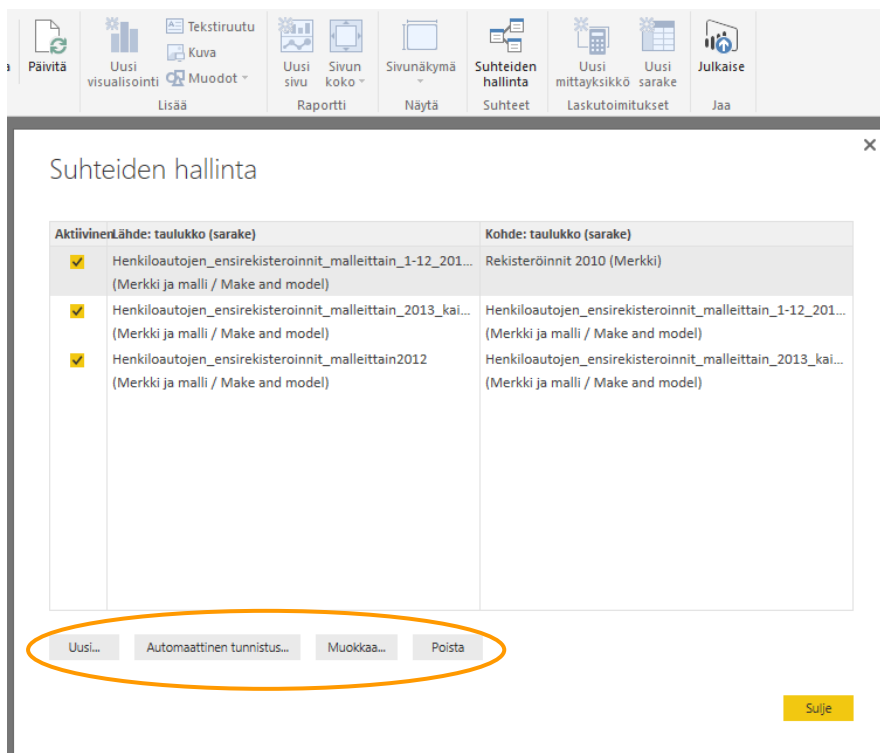 Tekstiruutu
Kuva
Muodot
a Päivitä
Uusi
visualisointi
Uusi
sivu
Sivun
koko
Sivunäkymä
Suhteiden
hallinta
Uusi
mittayksikkö
Uusi
sarake
Julkaise
Lisää Raportti Näytä Suhteet Laskutoimitukset Jaa
Suhteiden hallinta
Aktiivinen Lähde: taulukko (sarake) Kohde: taulukko (sarake)
Henkiloautojen_ensirekisteroinnit_malleittain_1-12_201... Rekisteröinnit 2010 (Merkki)
(Merkki ja malli / Make and model)
Henkiloautojen_ensirekisteroinnit_malleittain_2013_kai... Henkiloautojen_ensirekisteroinnit_malleittain_1-12_201...
(Merkki ja malli / Make and model) (Merkki ja malli / Make and model)
Henkiloautojen_ensirekisteroinnit_malleittain2012 Henkiloautojen_ensirekisteroinnit_malleittain_2013_kai...
(Merkki ja malli / Make and model) (Merkki ja malli / Make and model)
Uusi... Automaattinen tunnistus... Muokkaa... Poista
Sulje